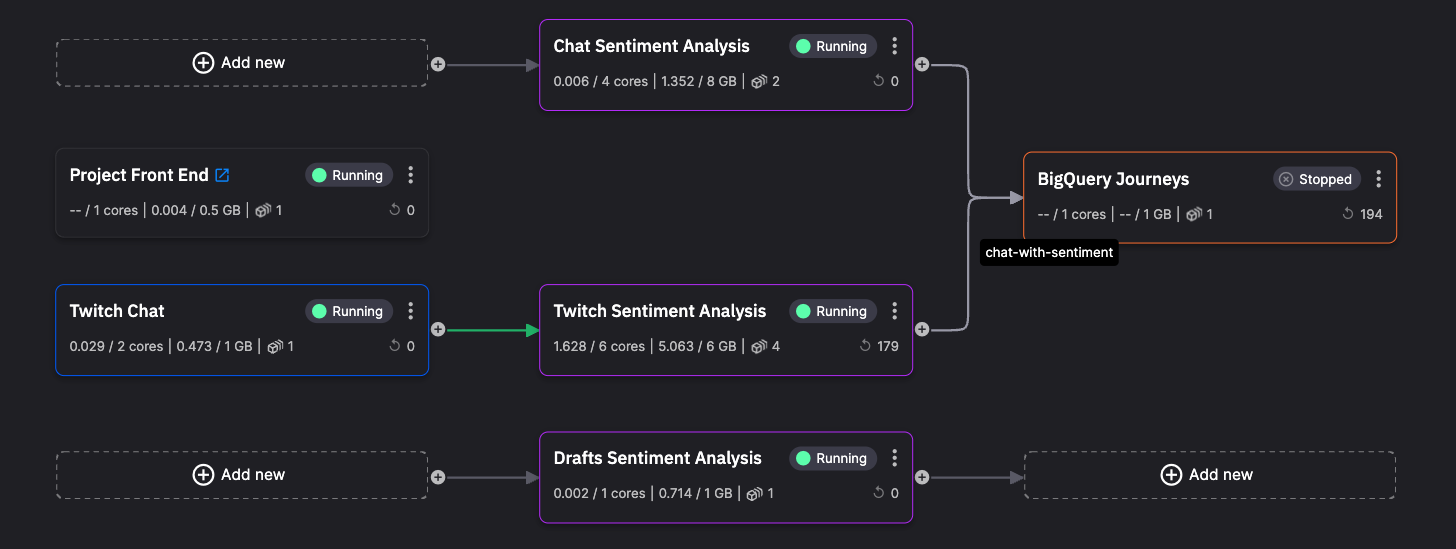 Add new
Chat Sentiment Analysis Running
0.006 / 4 cores | 1.352 / 8 GB | 2 0
Project Front End Running
-- / 1 cores | 0.004 / 0.5 GB | 1 0
BigQuery Journeys Stopped
-- / 1 cores | -- / 1 GB | 1 194
chat-with-sentiment
Twitch Chat Running
0.029 / 2 cores | 0.473 / 1 GB | 1 0
Twitch Sentiment Analysis Running
1.628 / 6 cores | 5.063 / 6 GB | 4 179
Add new
Drafts Sentiment Analysis Running
0.002 / 1 cores | 0.714 / 1 GB | 1 0
Add new